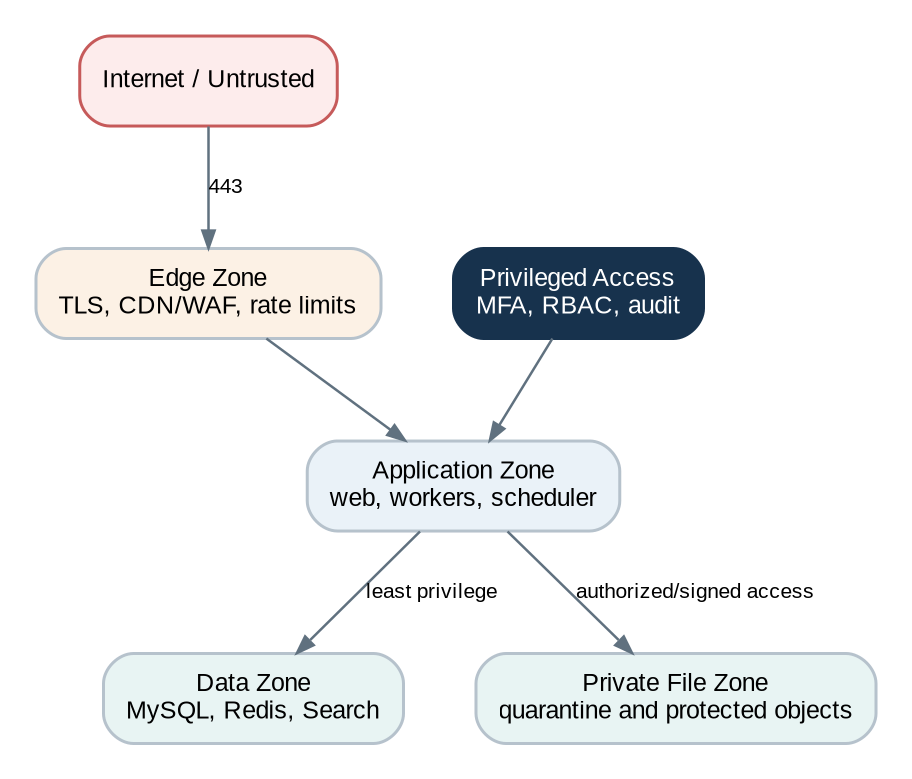 Internet / Untrusted
443
Edge Zone
TLS, CDN/WAF, rate limits
Privileged Access
MFA, RBAC, audit
Application Zone
web, workers, scheduler
least privilege
authorized/signed access
Data Zone
MySQL, Redis, Search
Private File Zone
quarantine and protected objects